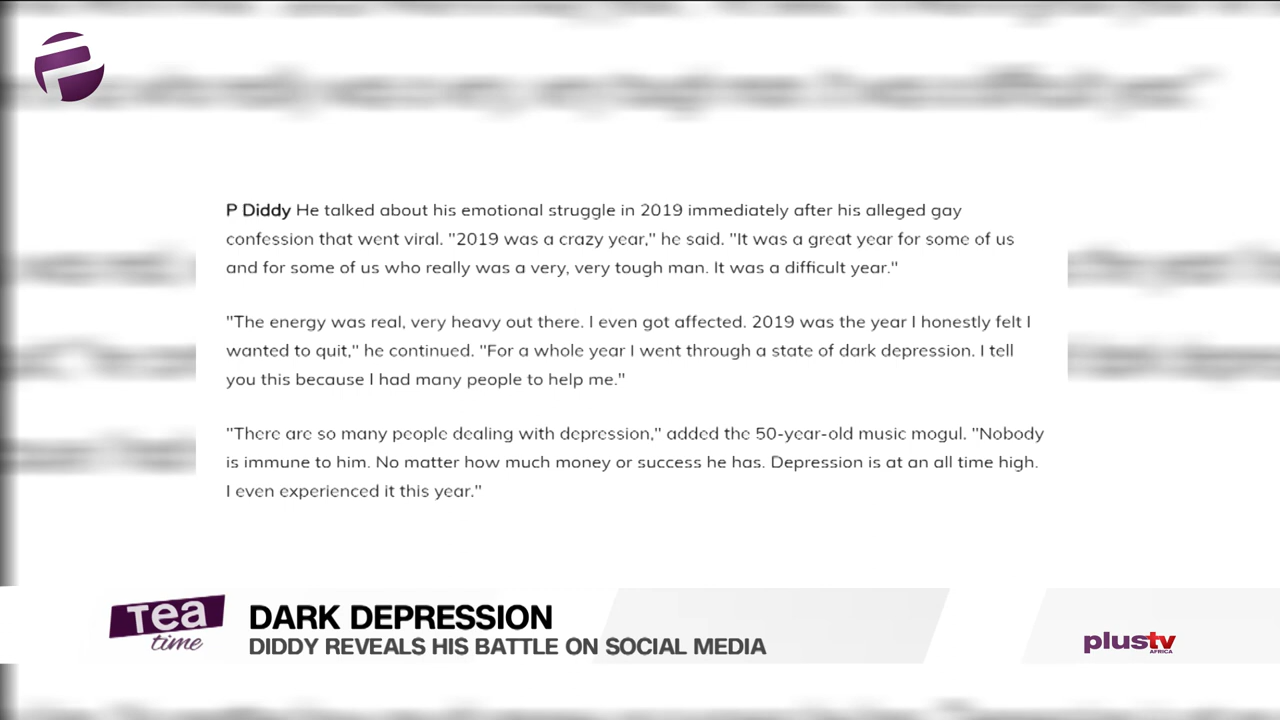 P Diddy He talked about his emotional struggle in 2019 immediately after his alleged gay
confession that went viral. "2019 was a crazy year," he said. "It was a great year for some of us
and for some of us who really was a very, very tough man. It was a difficult year."
"The energy was real, very heavy out there. I even got affected. 2019 was the year I honestly felt I
wanted to quit," he continued. "For a whole year I went through a state of dark depression. I tell
you this because I had many people to help me."
"There are so many people dealing with depression," added the 50-year-old music mogul. "Nobody
is immune to him. No matter how much money or success he has. Depression is at an all time high.
I even experienced it this year."
Tea
time
DARK DEPRESSION
DIDDY REVEALS HIS BATTLE ON SOCIAL MEDIA
plustv
AFRICA